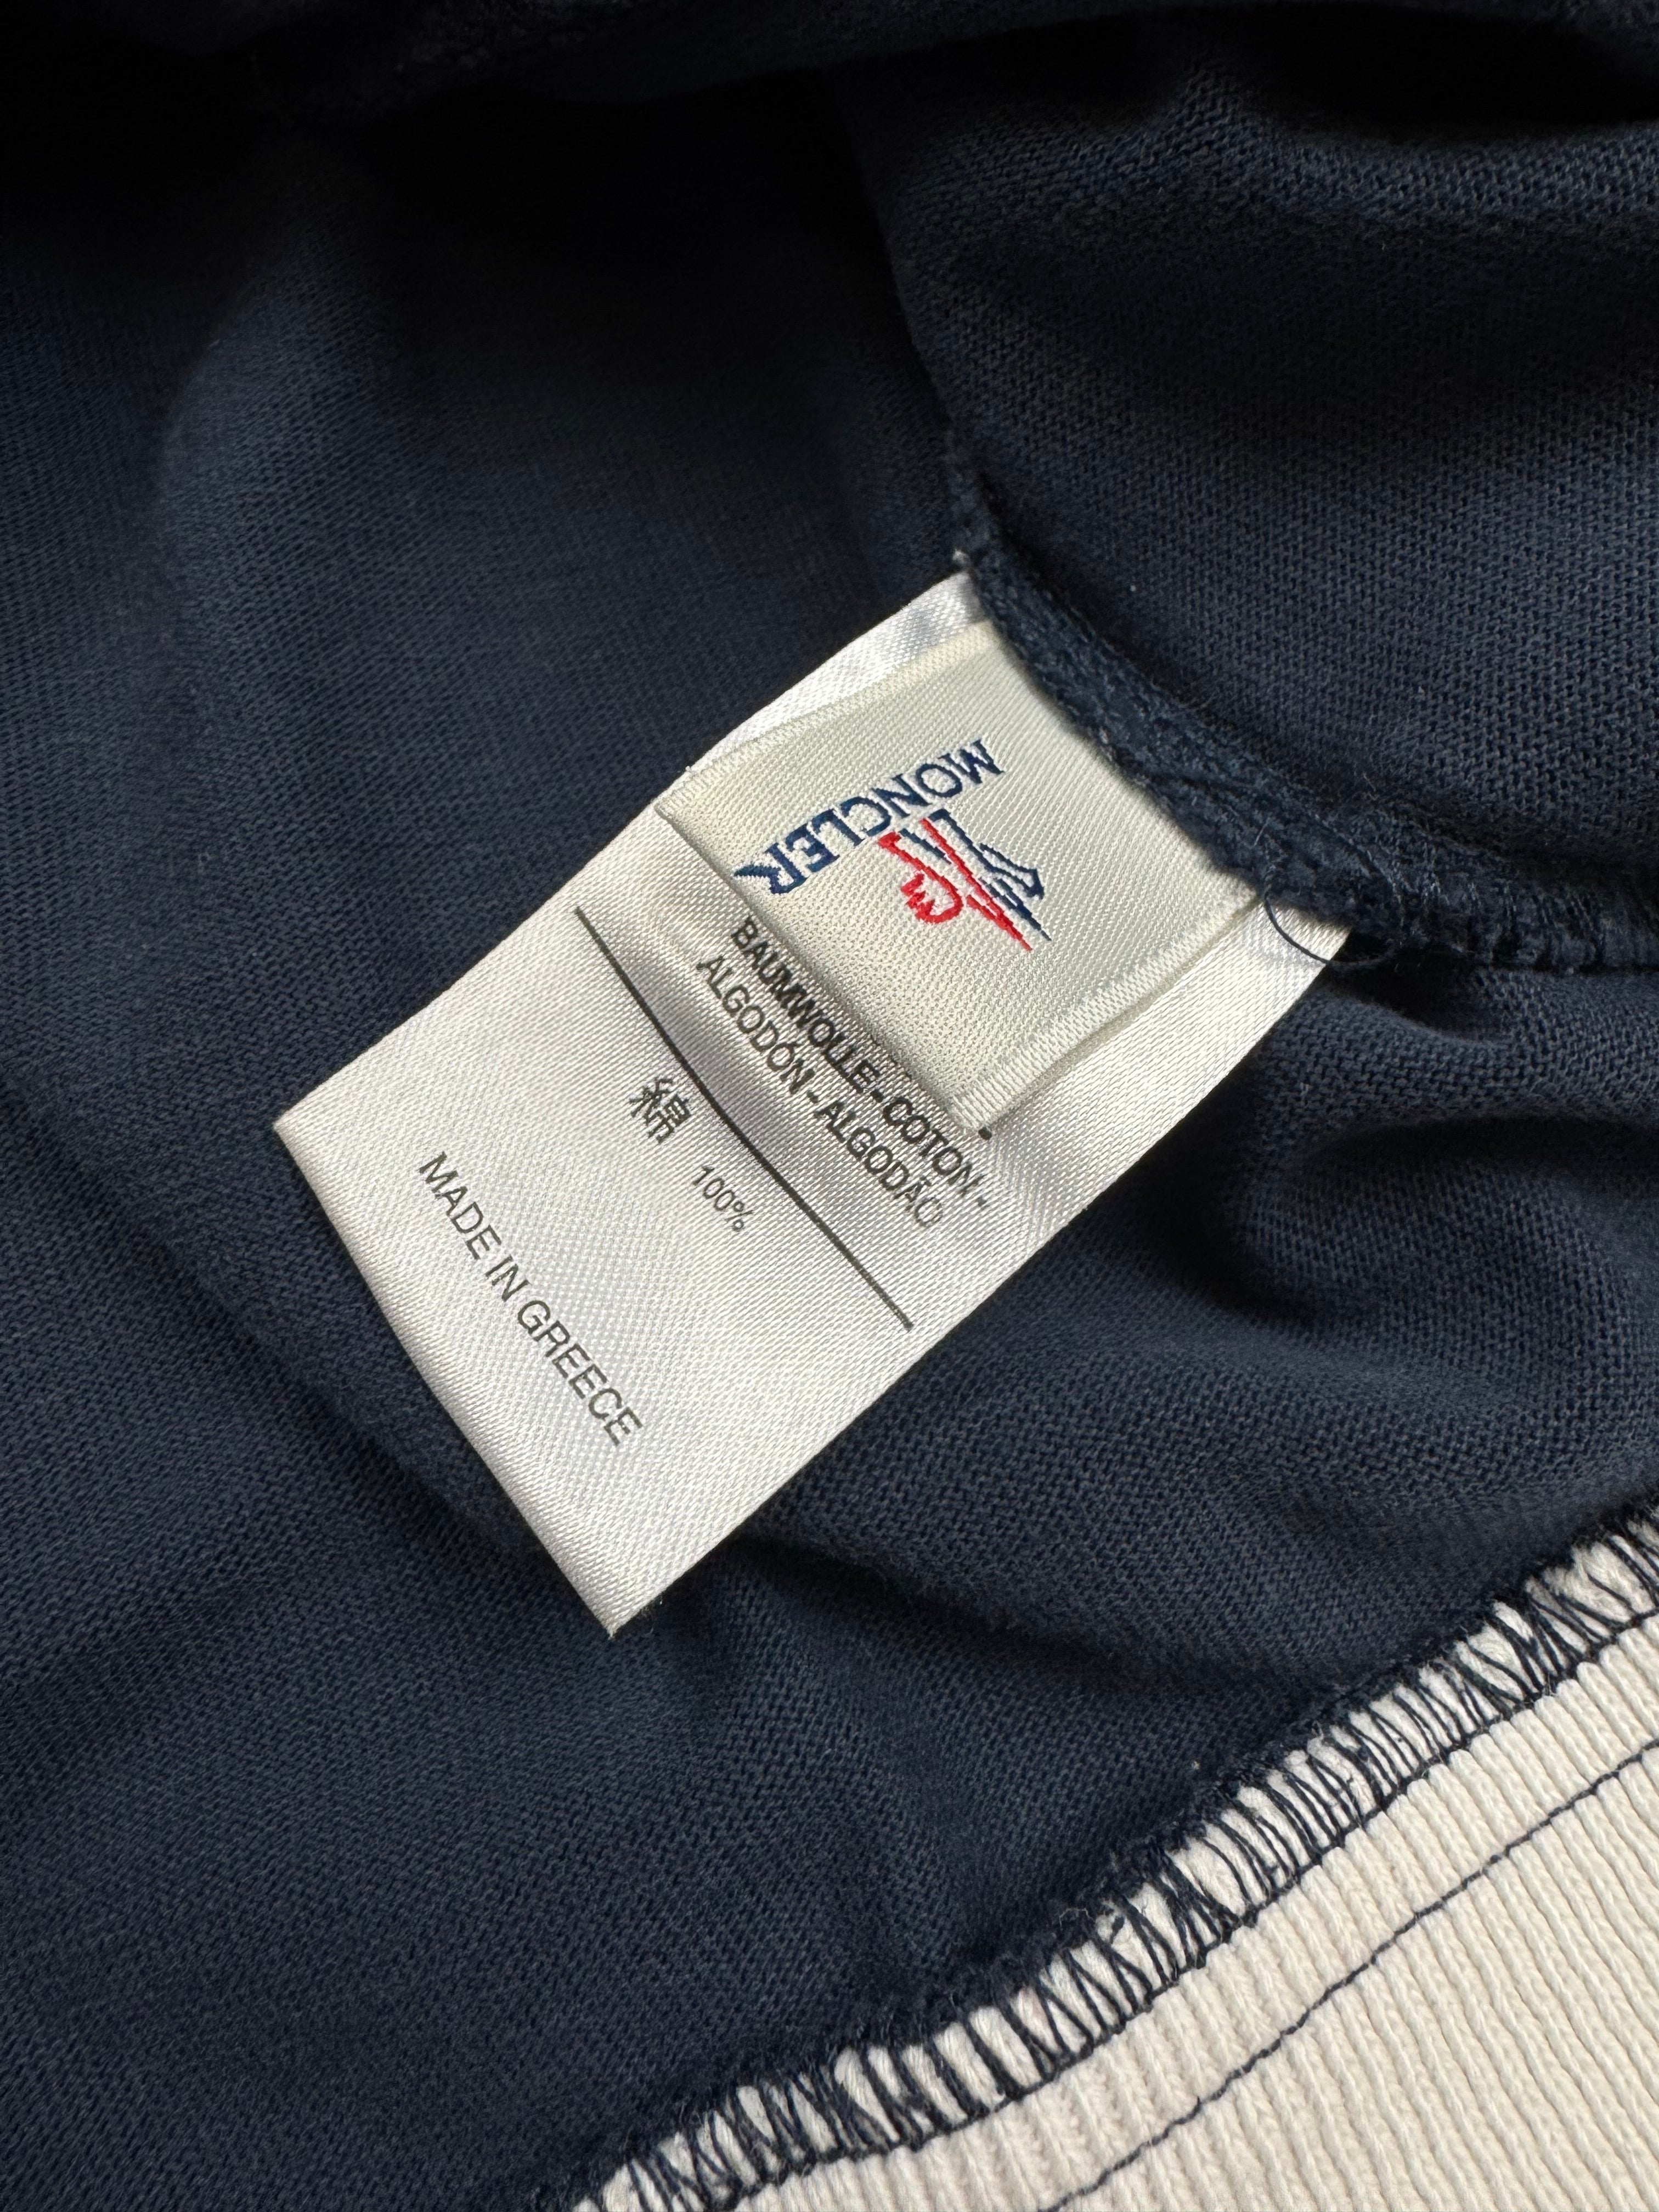 MONCLER
BAUMWOLLE-COTON-
ALGODÓN-ALGODÃO
綿 100%
MADE IN GREECE